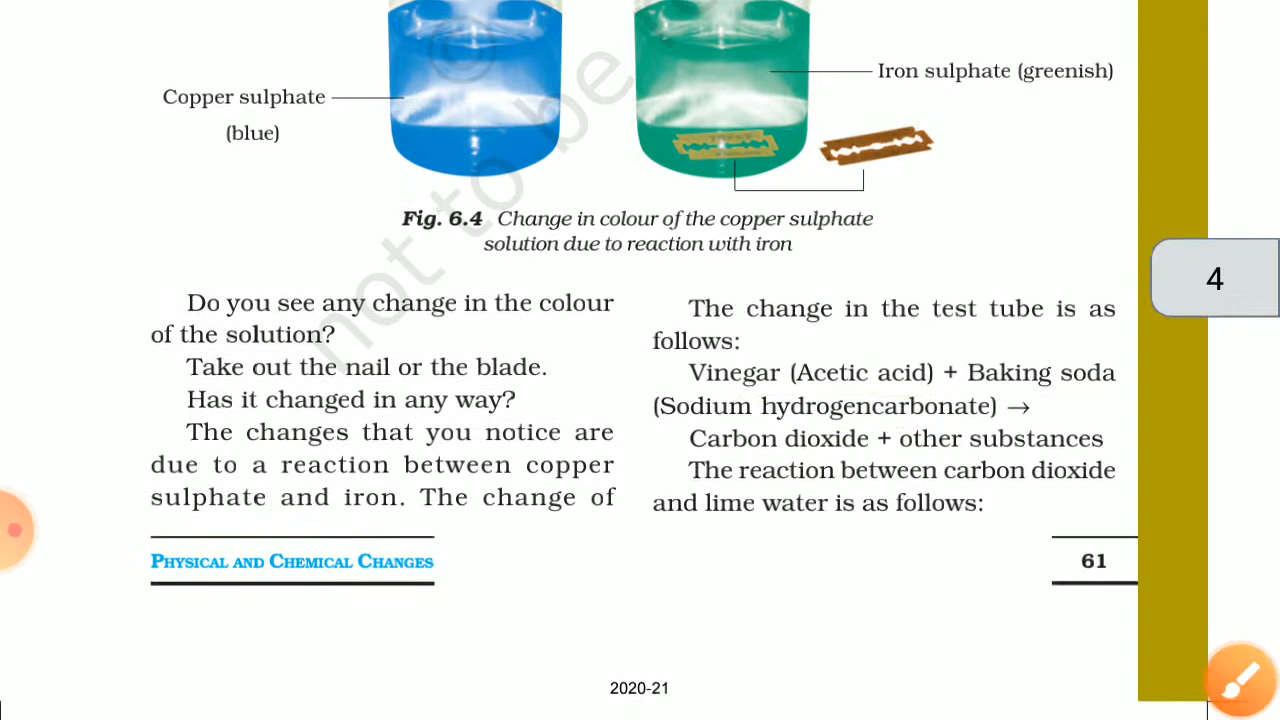 Copper sulphate
(blue)
Iron sulphate (greenish)
Fig. 6.4 Change in colour of the copper sulphate
solution due to reaction with iron
Do you see any change in the colour
of the solution?
Take out the nail or the blade.
Has it changed in any way?
The changes that you notice are
due to a reaction between copper
sulphate and iron. The change of
The change in the test tube is as
follows:
Vinegar (Acetic acid) + Baking soda
(Sodium hydrogencarbonate) →
Carbon dioxide + other substances
The reaction between carbon dioxide
and lime water is as follows:
PHYSICAL AND CHEMICAL CHANGES
61
2020-21
4
©
not to be